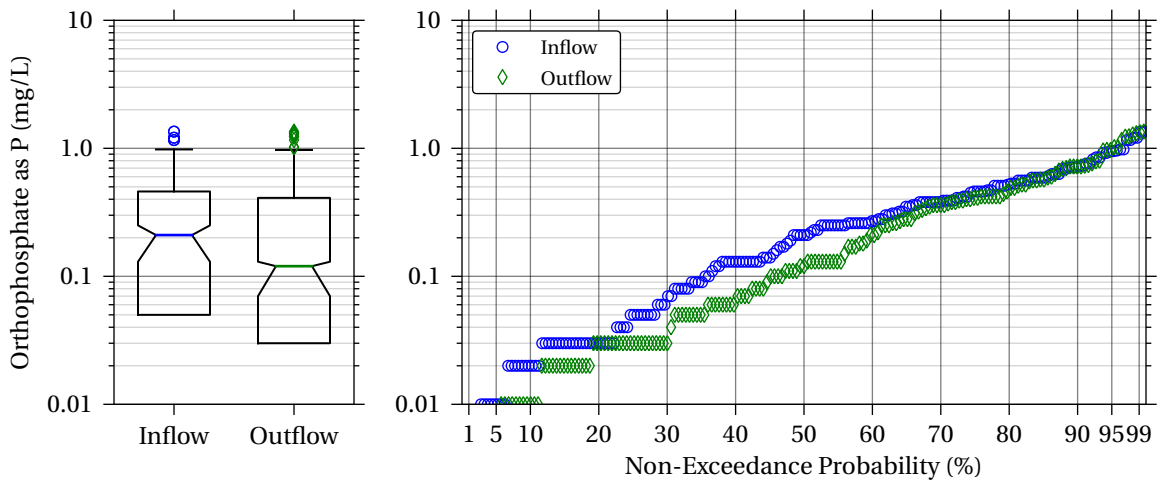 Orthophosphate as P (mg/L)
10
1.0
0.1
0.01
Inflow Outflow
10
1.0
0.1
0.01
Inflow
Outflow
1 5 10 20 30 40 50 60 70 80 90 95 99
Non-Exceedance Probability (%)